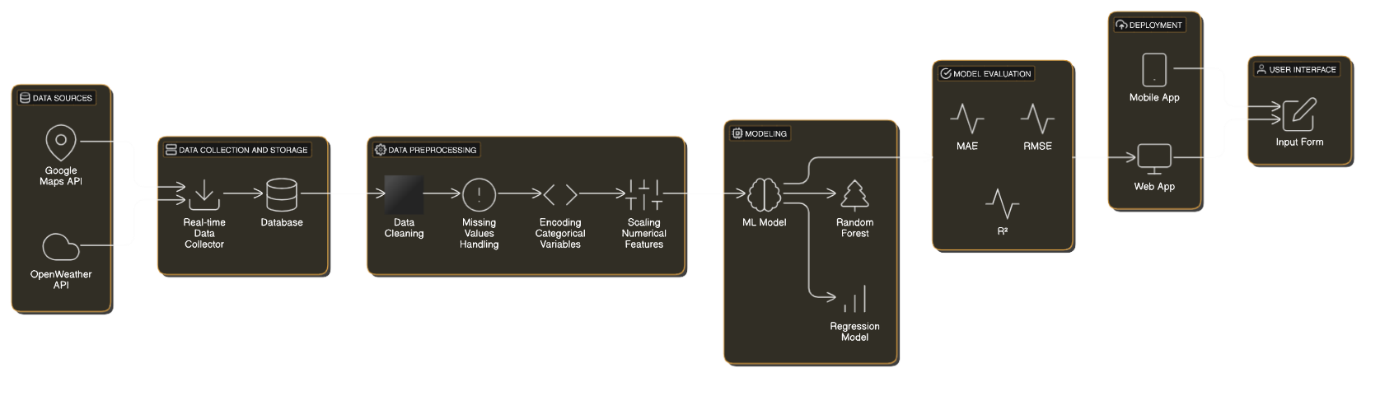 DATA SOURCES
Google
Maps API
OpenWeather
API
DATA COLLECTION AND STORAGE
Real-time
Data
Collector
Database
DATA PREPROCESSING
Data
Cleaning
Missing
Values
Handling
Encoding
Categorical
Variables
Scaling
Numerical
Features
MODELING
ML Model
Random
Forest
Regression
Model
MODEL EVALUATION
MAE
RMSE
R²
DEPLOYMENT
Mobile App
Web App
USER INTERFACE
Input Form